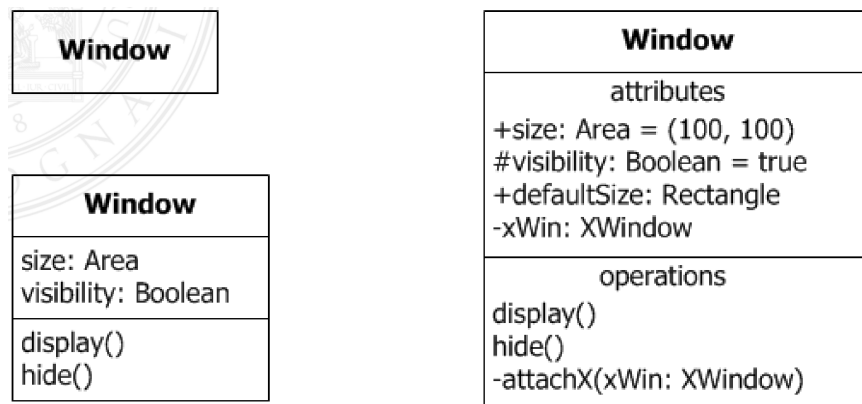 Window
Window
size: Area
visibility: Boolean
display()
hide()
Window
attributes
+size: Area = (100, 100)
#visibility: Boolean = true
+defaultSize: Rectangle
-xWin: XWindow
operations
display()
hide()
-attachX(xWin: XWindow)